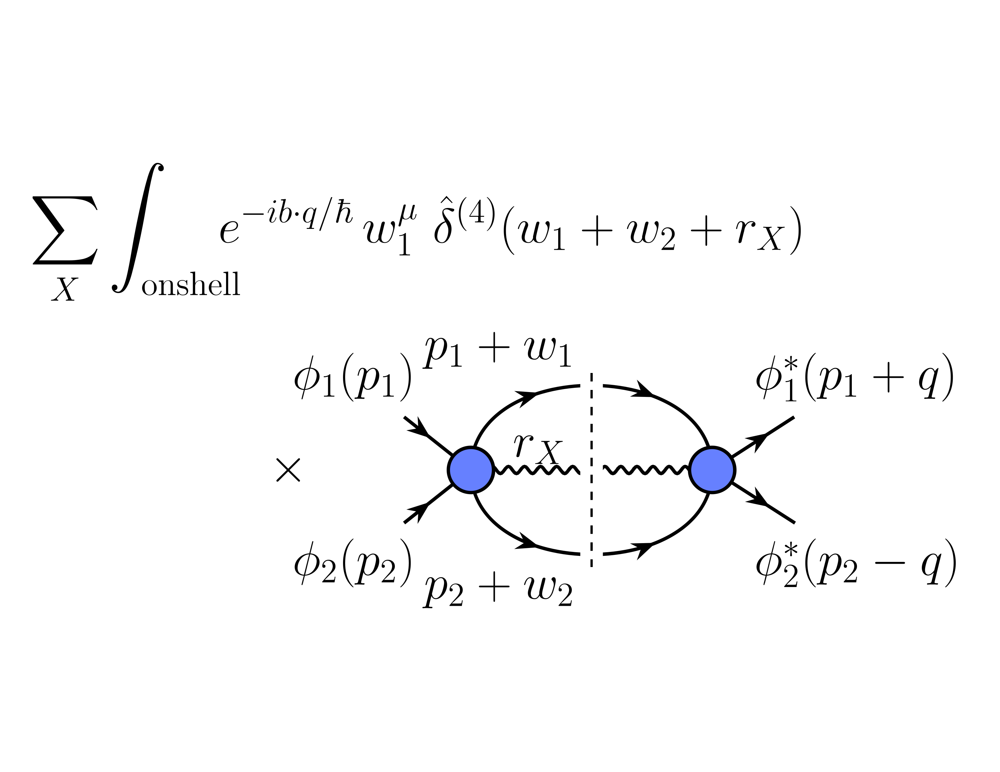 ∑_X ∫_onshell e^{−ib·q/ħ} w_1^μ δ̂^{(4)}(w_1 + w_2 + r_X)
p_1 + w_1
ϕ_1(p_1) ϕ_1^*(p_1 + q)
r_X
×
ϕ_2(p_2) ϕ_2^*(p_2 − q)
p_2 + w_2